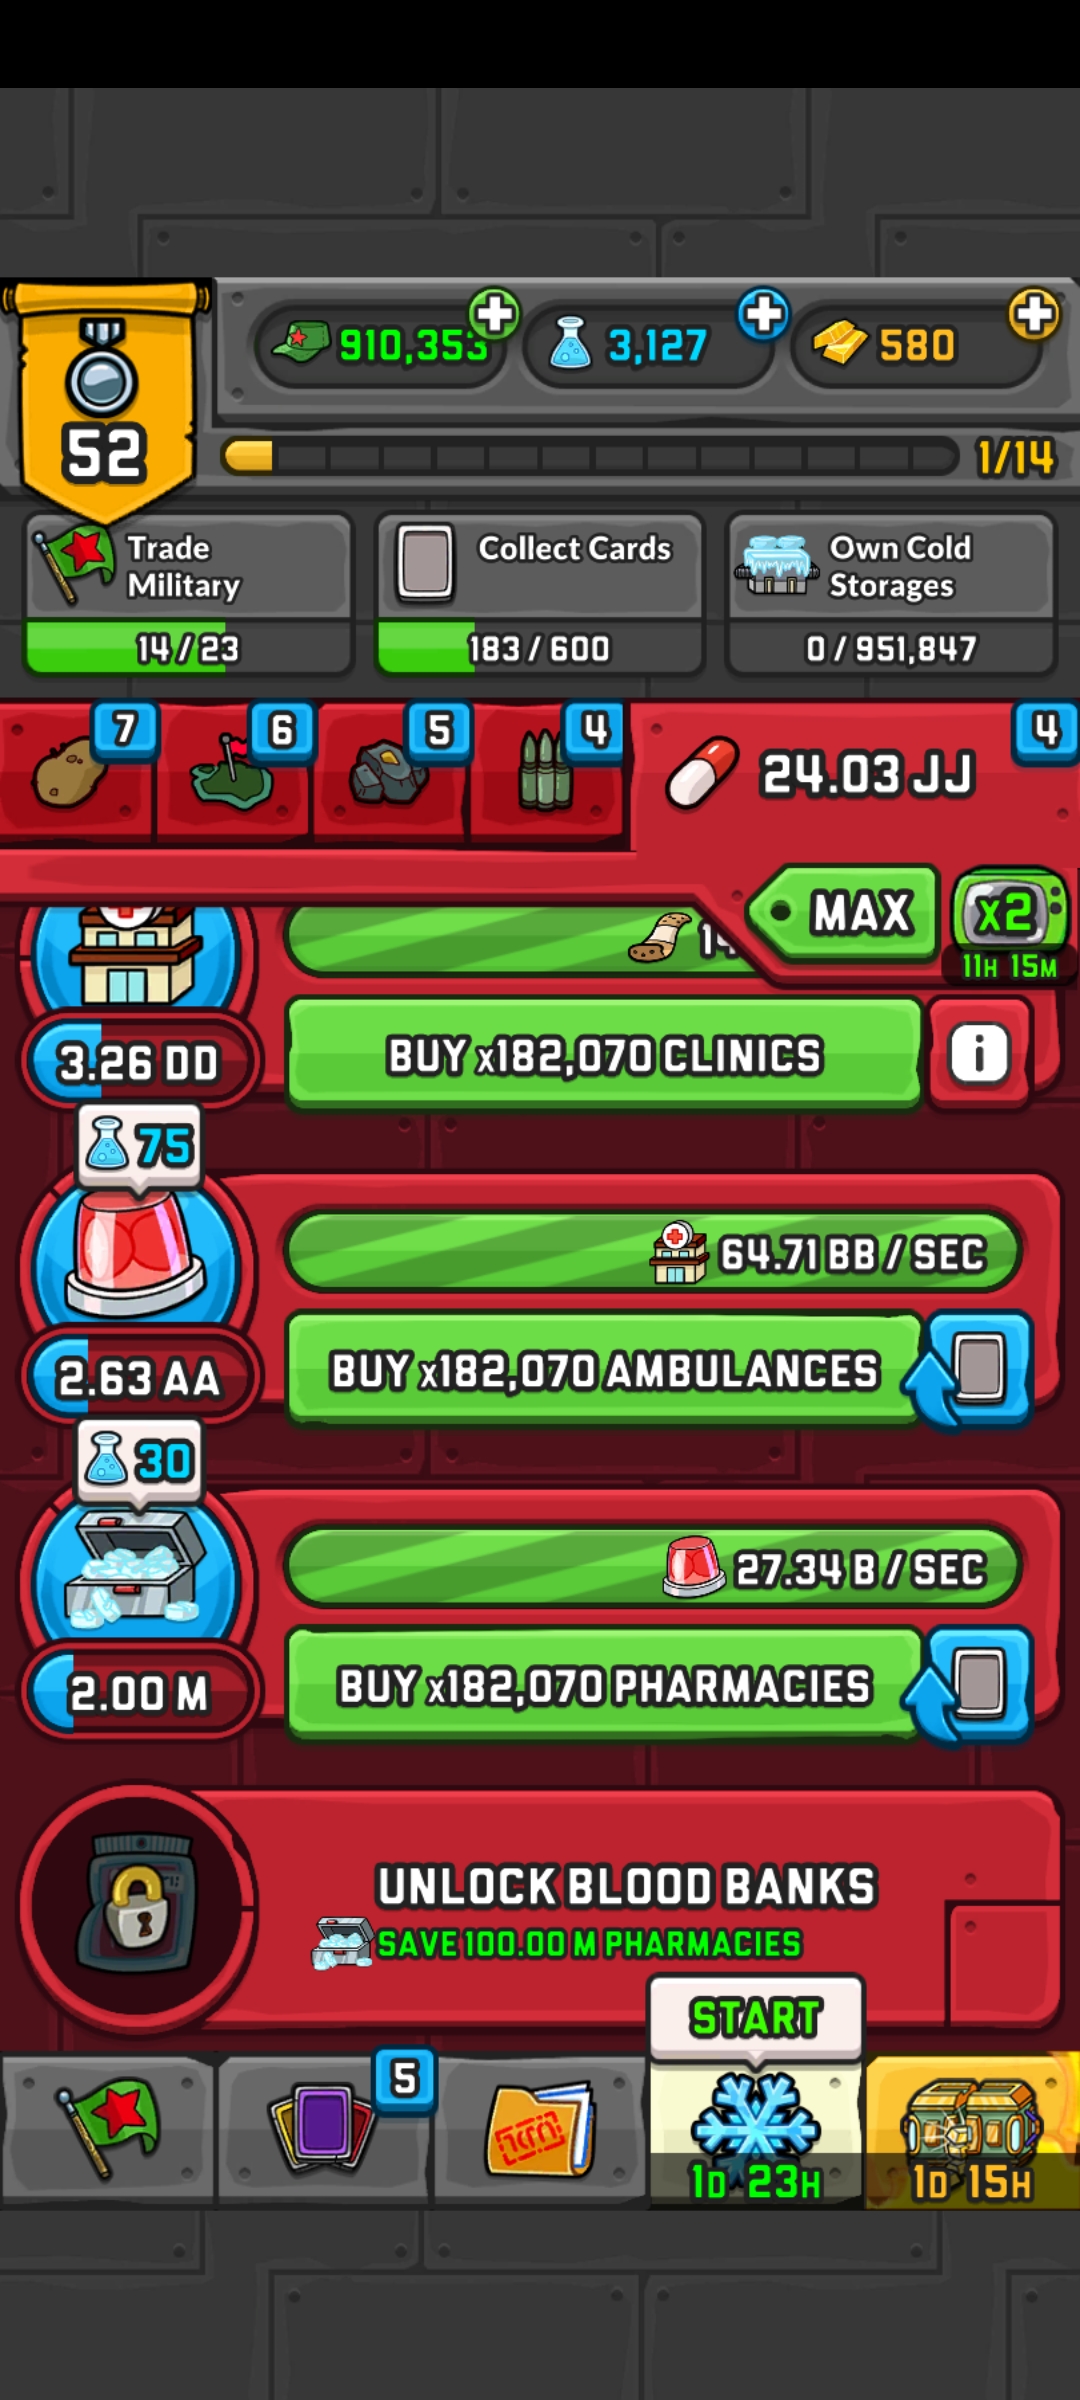 910,353
3,127
580
52
1/14
Trade
Military
14 / 23
Collect Cards
183 / 600
Own Cold
Storages
0 / 951,847
7
6
5
4
24.03 JJ
4
MAX
x2
11H 15M
3.26 DD
BUY x182,070 CLINICS
i
75
64.71 BB / SEC
2.63 AA
BUY x182,070 AMBULANCES
30
27.34 B / SEC
2.00 M
BUY x182,070 PHARMACIES
UNLOCK BLOOD BANKS
SAVE 100.00 M PHARMACIES
START
5
1D 23H
1D 15H